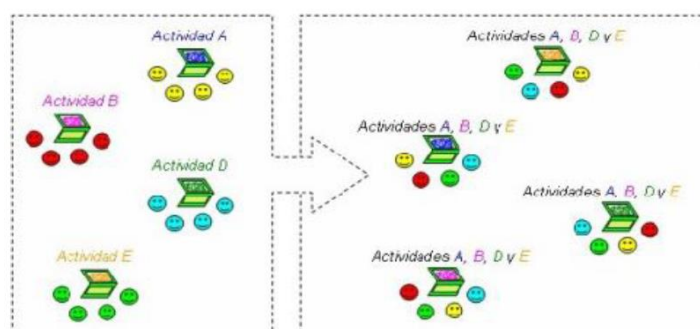 Actividad A
Actividad B
Actividad D
Actividad E
Actividades A, B, D y E
Actividades A, B, D y E
Actividades A, B, D y E
Actividades A, B, D y E